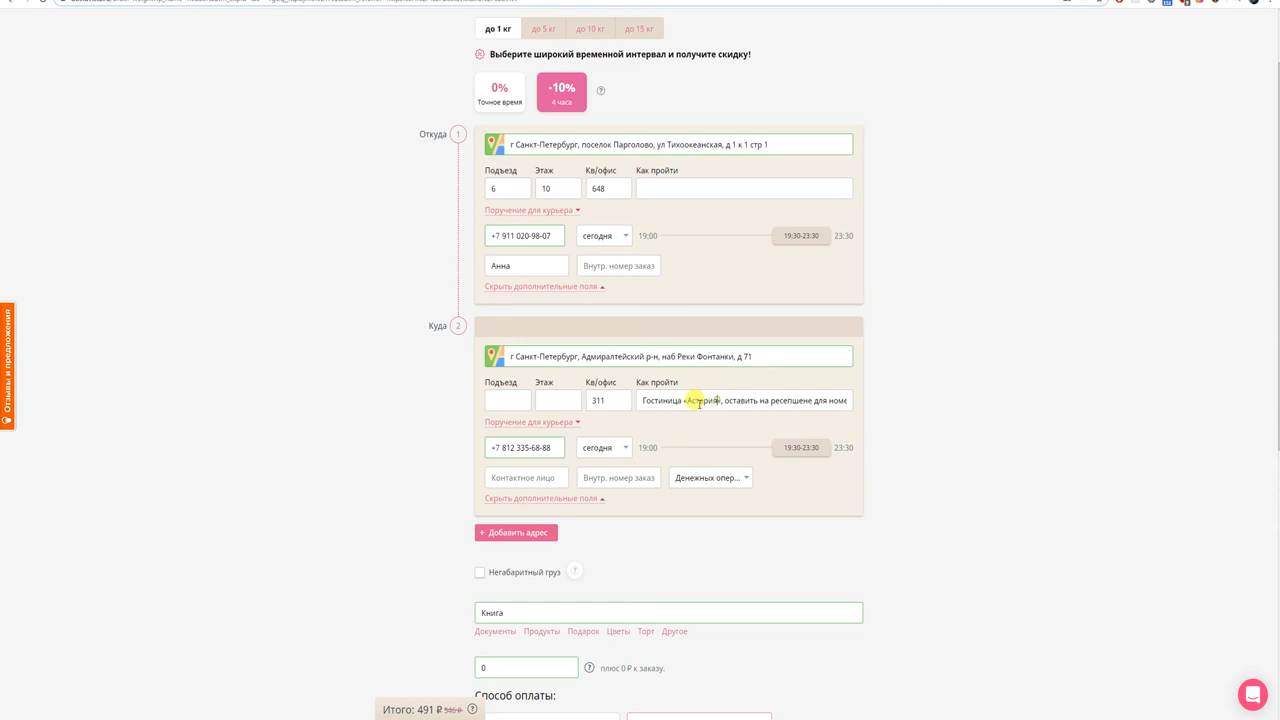 до 1 кг до 5 кг до 10 кг до 15 кг
Выберите широкий временной интервал и получите скидку!
0% -10% ?
Точное время 4 часа
Откуда 1
г Санкт-Петербург, поселок Парголово, ул Тихоокеанская, д 1 к 1 стр 1
Подъезд Этаж Кв/офис Как пройти
6 10 648
Поручение для курьера
+7 911 020-98-07 сегодня 19:00 19:30-23:30 23:30
Анна Внутр. номер заказ
Скрыть дополнительные поля
Куда 2
г Санкт-Петербург, Адмиралтейский р-н, наб Реки Фонтанки, д 71
Подъезд Этаж Кв/офис Как пройти
311 Гостиница «Астерия», оставить на ресепшене для номе
Поручение для курьера
+7 812 335-68-88 сегодня 19:00 19:30-23:30 23:30
Контактное лицо Внутр. номер заказ Денежных опер...
Скрыть дополнительные поля
+ Добавить адрес
Негабаритный груз ?
Книга
Документы Продукты Подарок Цветы Торт Другое
0 ? плюс 0 ₽ к заказу.
Способ оплаты:
Итого: 491 ₽ 546 ₽ ?
Отзывы и предложения